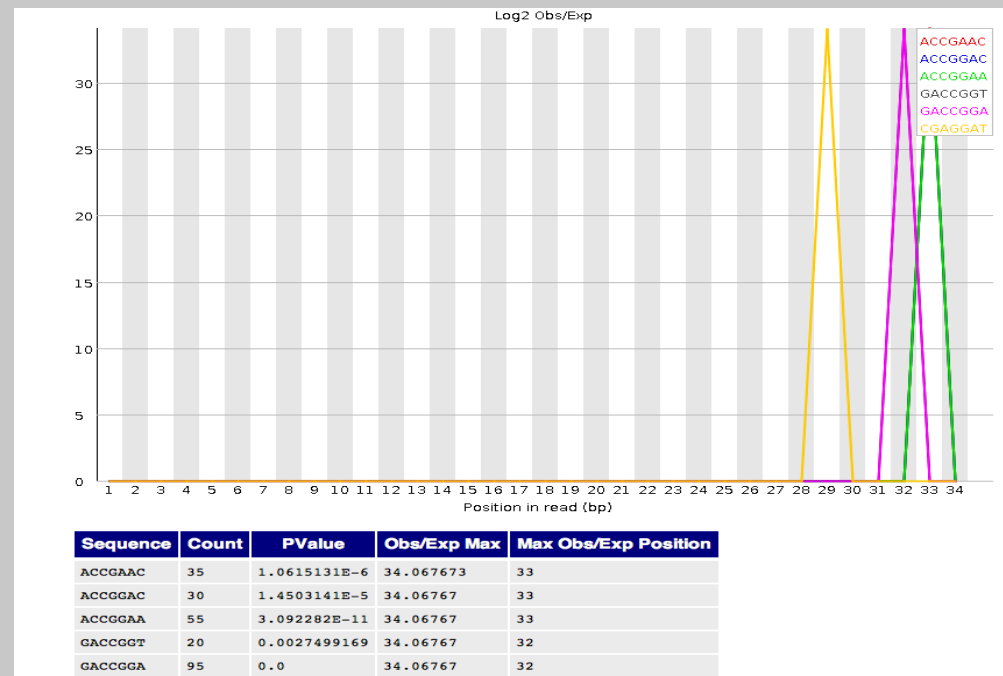 Log2 Obs/Exp
ACCGAAC
ACCGGAC
ACCGGAA
GACCGGT
GACCGGA
CGAGGAT
30
25
20
15
10
5
0
1 2 3 4 5 6 7 8 9 10 11 12 13 14 15 16 17 18 19 20 21 22 23 24 25 26 27 28 29 30 31 32 33 34
Position in read (bp)
Sequence Count PValue Obs/Exp Max Max Obs/Exp Position
ACCGAAC 35 1.0615131E-6 34.067673 33
ACCGGAC 30 1.4503141E-5 34.06767 33
ACCGGAA 55 3.092282E-11 34.06767 33
GACCGGT 20 0.0027499169 34.06767 32
GACCGGA 95 0.0 34.06767 32